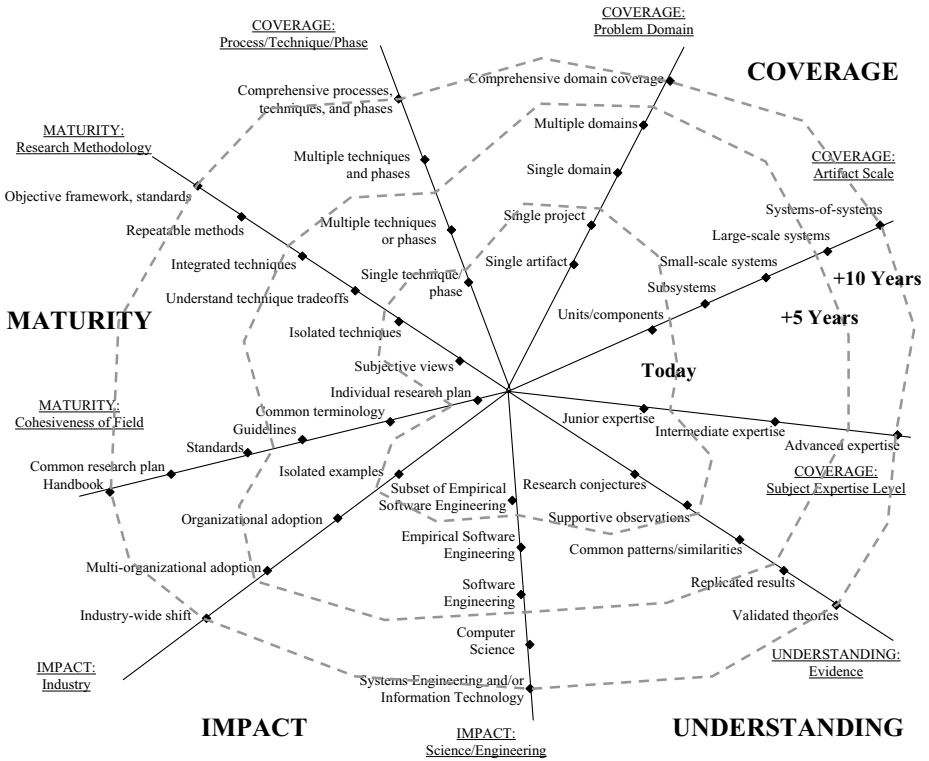 COVERAGE:
Process/Technique/Phase
COVERAGE:
Problem Domain
COVERAGE
Comprehensive domain coverage
Comprehensive processes,
techniques, and phases
Multiple domains
MATURITY:
Research Methodology
Multiple techniques
and phases
Single domain
COVERAGE:
Artifact Scale
Objective framework, standards
Repeatable methods
Multiple techniques
or phases
Single project
Systems-of-systems
Large-scale systems
Integrated techniques
Single artifact
Small-scale systems
Single technique/
phase
Subsystems
+10 Years
Understand technique tradeoffs
MATURITY
Isolated techniques
Units/components
+5 Years
Subjective views
Today
Individual research plan
MATURITY:
Cohesiveness of Field
Common terminology
Guidelines
Standards
Common research plan
Handbook
Junior expertise
Intermediate expertise
Advanced expertise
COVERAGE:
Subject Expertise Level
Isolated examples
Subset of Empirical
Software Engineering
Research conjectures
Organizational adoption
Supportive observations
Empirical Software
Engineering
Common patterns/similarities
Multi-organizational adoption
Software
Engineering
Replicated results
Industry-wide shift
Validated theories
Computer
Science
IMPACT:
Industry
Systems Engineering and/or
Information Technology
UNDERSTANDING:
Evidence
IMPACT
IMPACT:
Science/Engineering
UNDERSTANDING